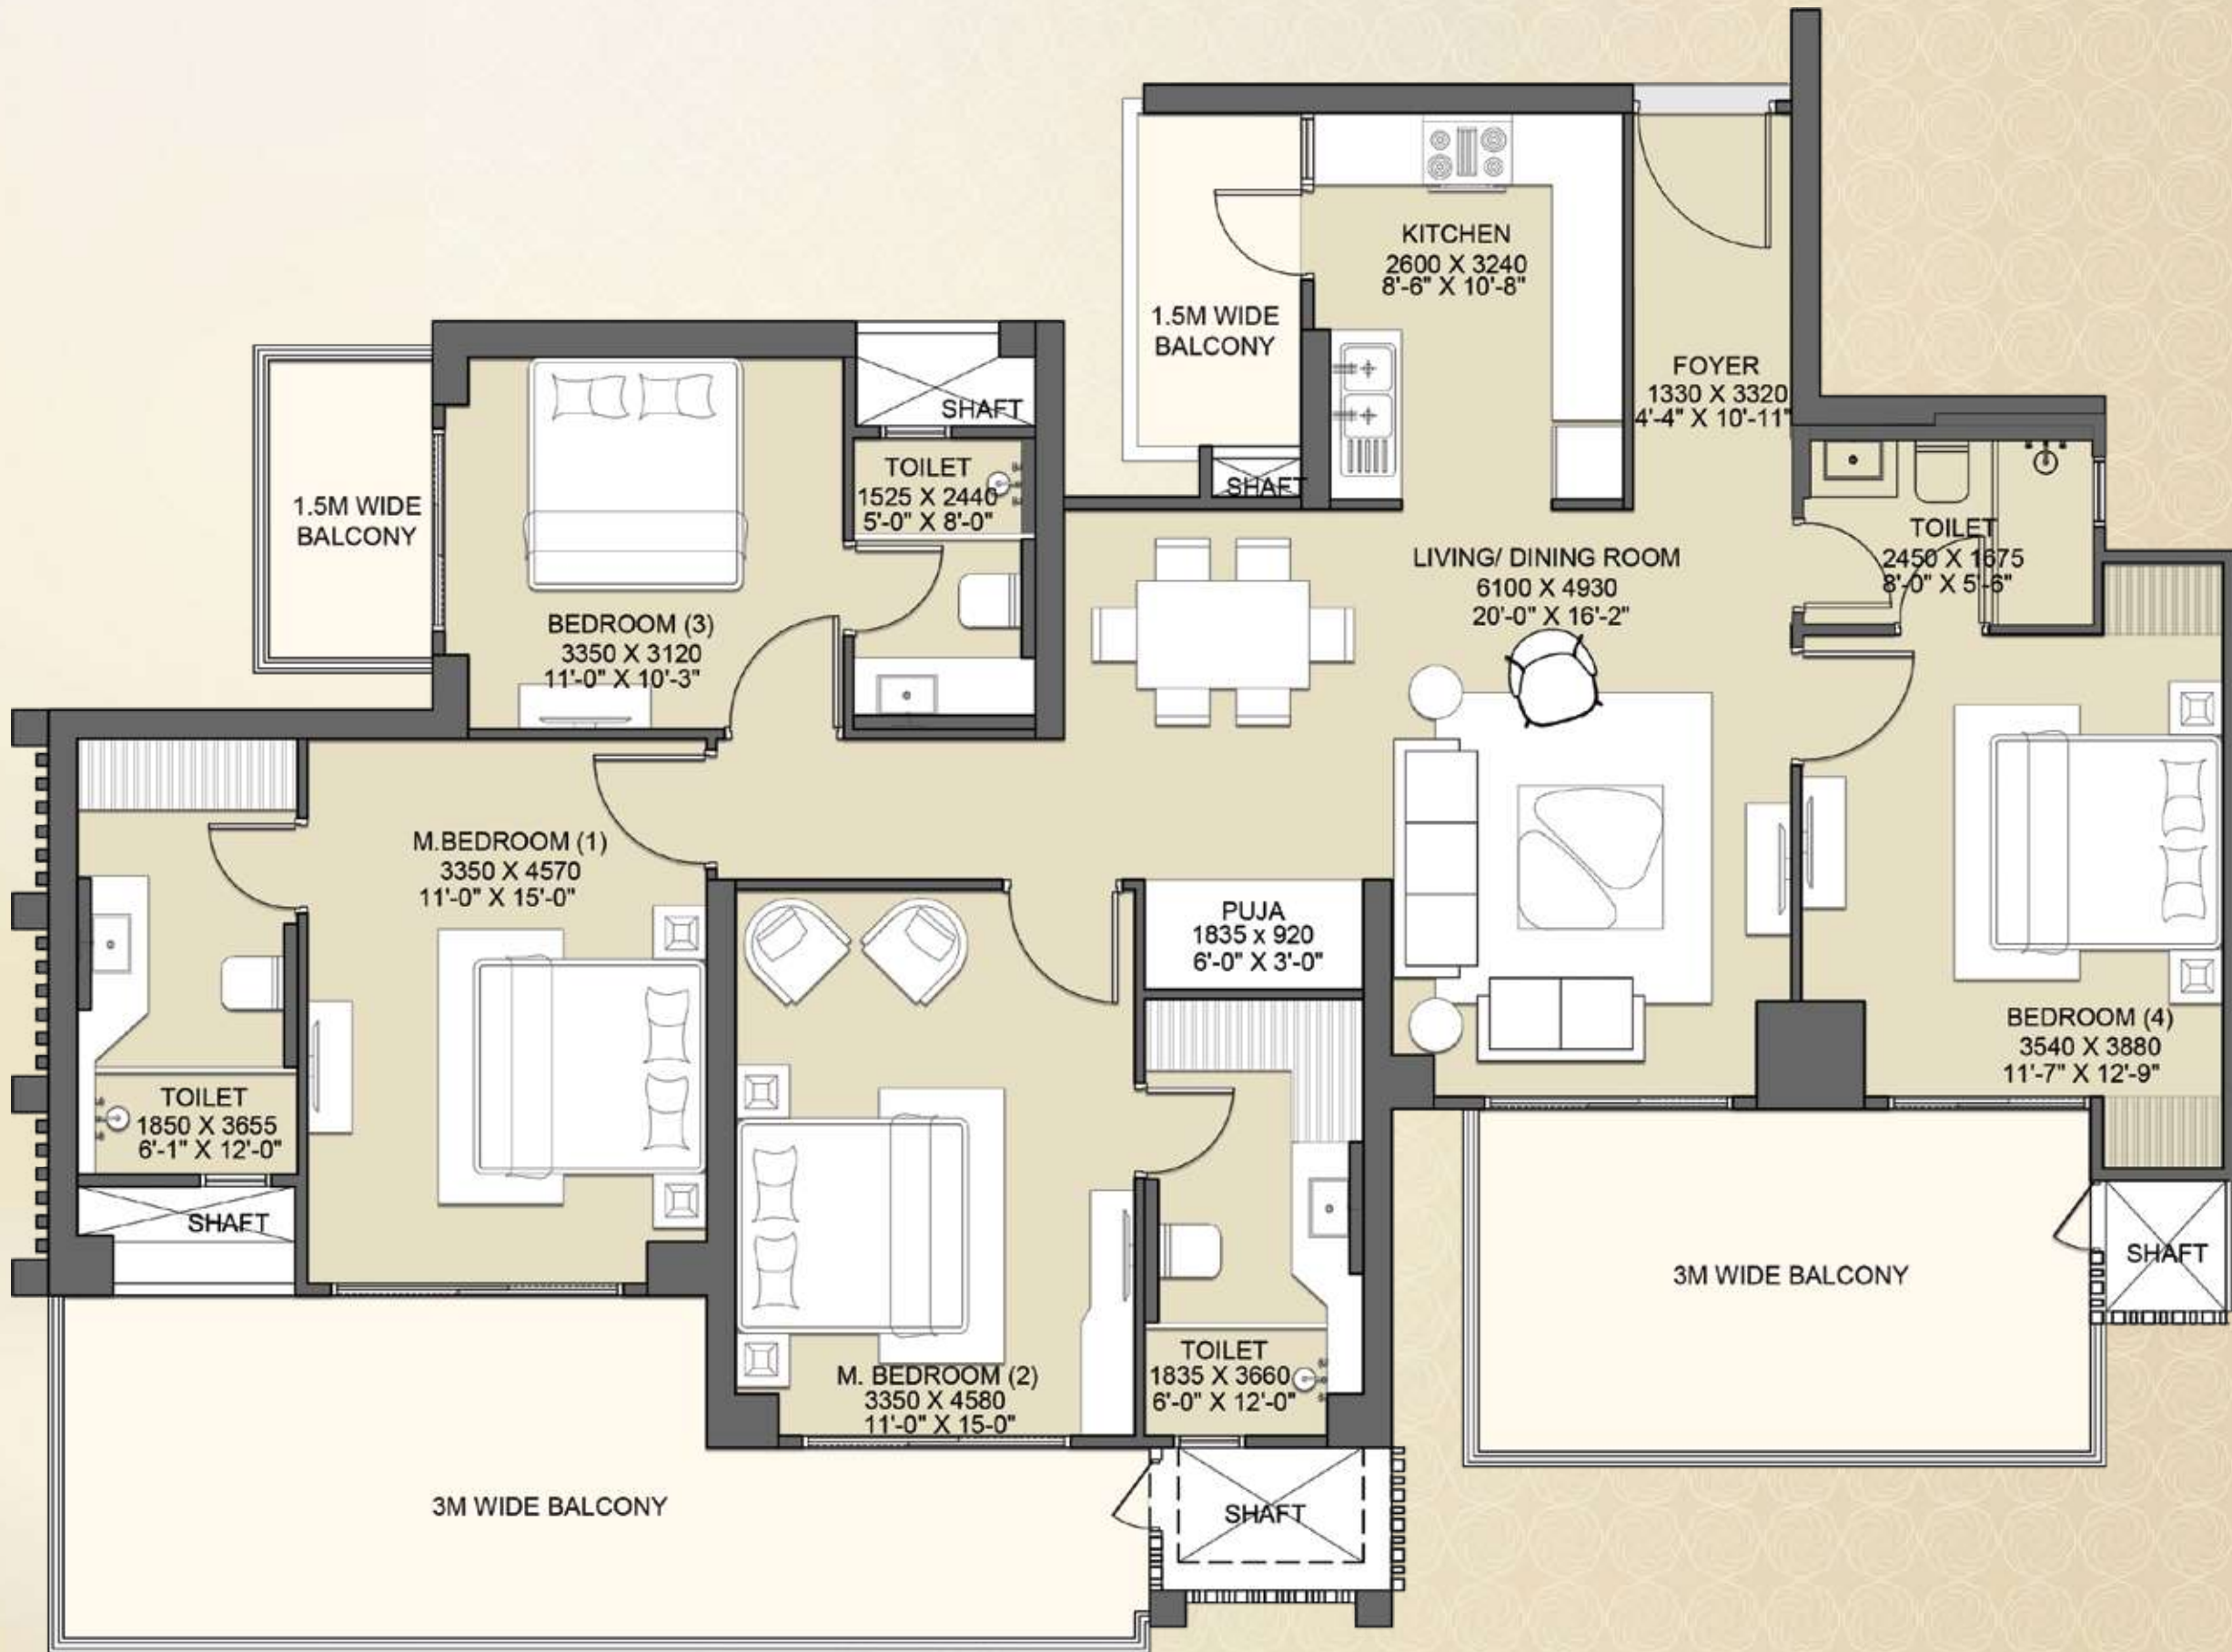 KITCHEN
2600 X 3240
8'-6" X 10'-8"
1.5M WIDE
BALCONY
FOYER
1330 X 3320
4'-4" X 10'-11"
SHAFT
SHAFT
TOILET
1525 X 2440
5'-0" X 8'-0"
1.5M WIDE
BALCONY
BEDROOM (3)
3350 X 3120
11'-0" X 10'-3"
LIVING/ DINING ROOM
6100 X 4930
20'-0" X 16'-2"
TOILET
2450 X 1675
8'-0" X 5'-6"
M.BEDROOM (1)
3350 X 4570
11'-0" X 15'-0"
PUJA
1835 x 920
6'-0" X 3'-0"
BEDROOM (4)
3540 X 3880
11'-7" X 12'-9"
TOILET
1850 X 3655
6'-1" X 12'-0"
SHAFT
M. BEDROOM (2)
3350 X 4580
11'-0" X 15-0"
TOILET
1835 X 3660
6'-0" X 12'-0"
3M WIDE BALCONY
SHAFT
3M WIDE BALCONY
SHAFT